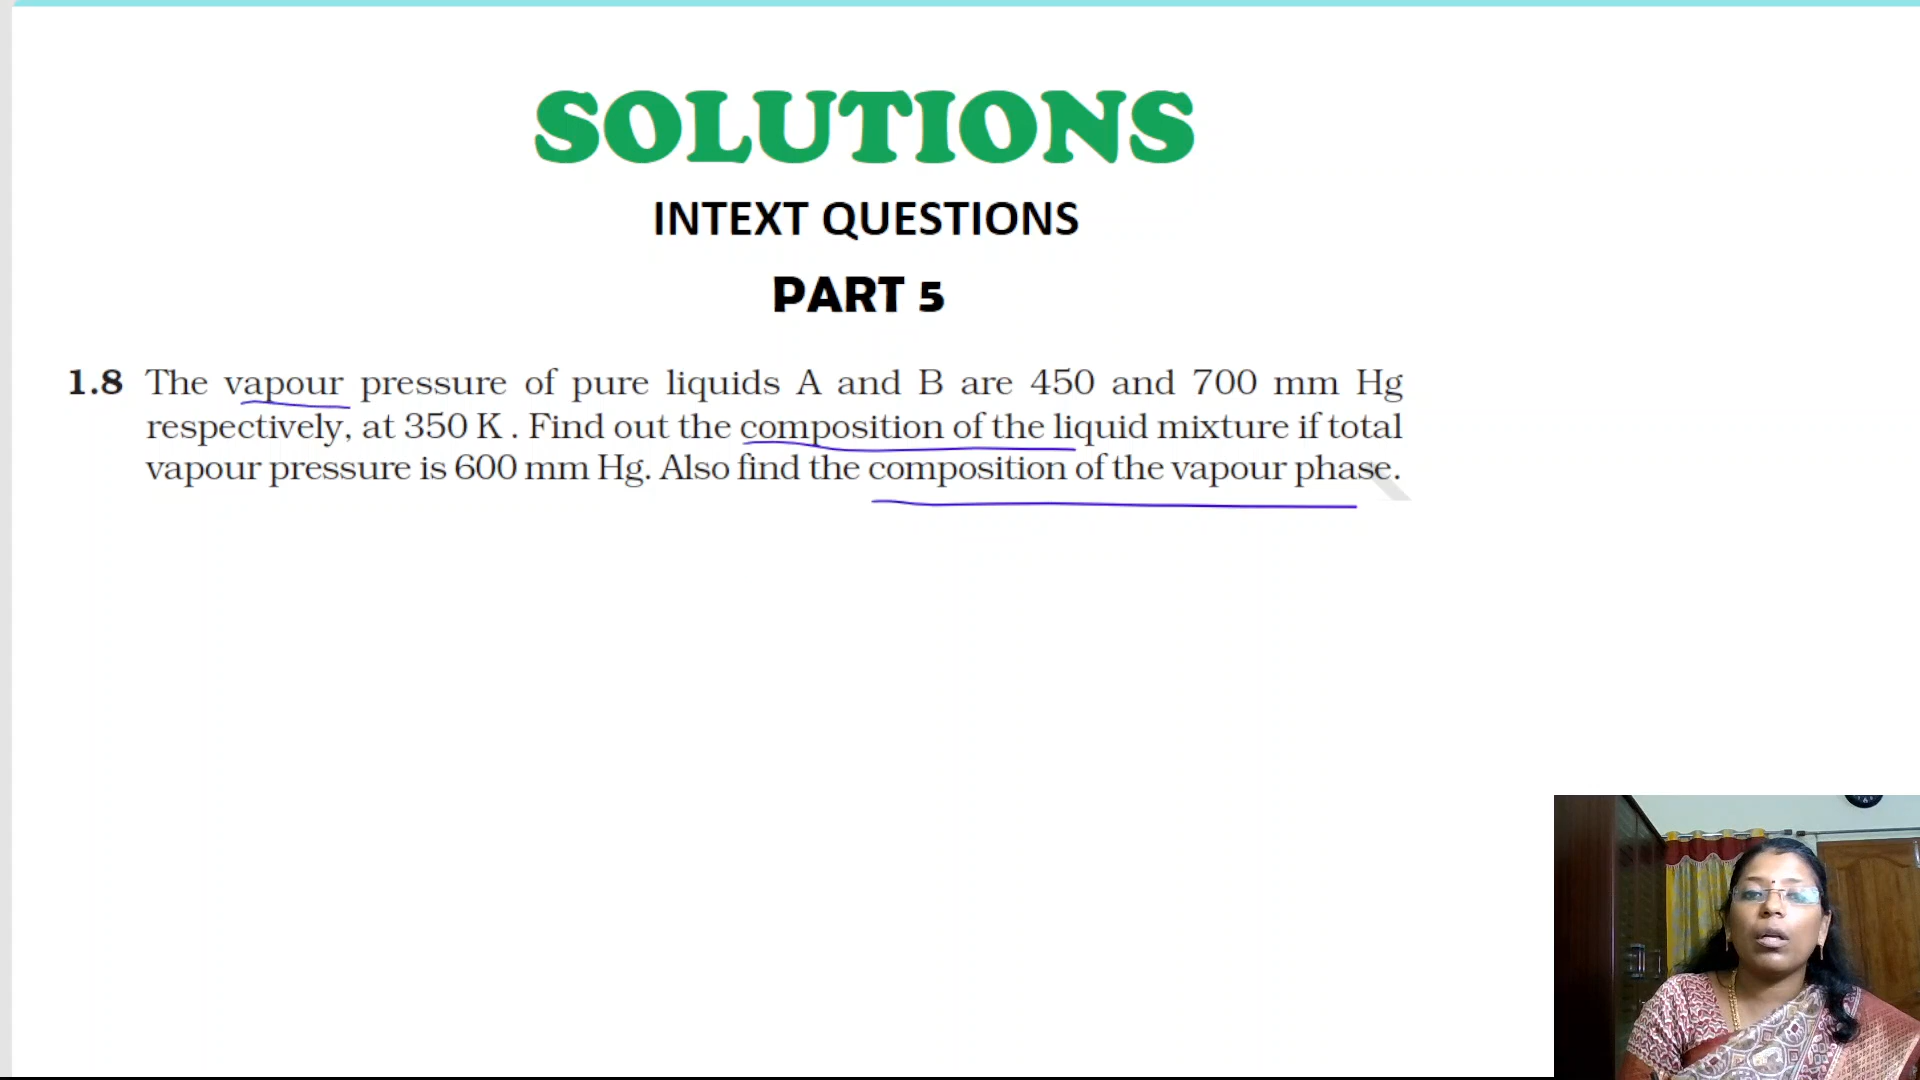 SOLUTIONS
INTEXT QUESTIONS
PART 5
1.8 The vapour pressure of pure liquids A and B are 450 and 700 mm Hg
respectively, at 350 K . Find out the composition of the liquid mixture if total
vapour pressure is 600 mm Hg. Also find the composition of the vapour phase.